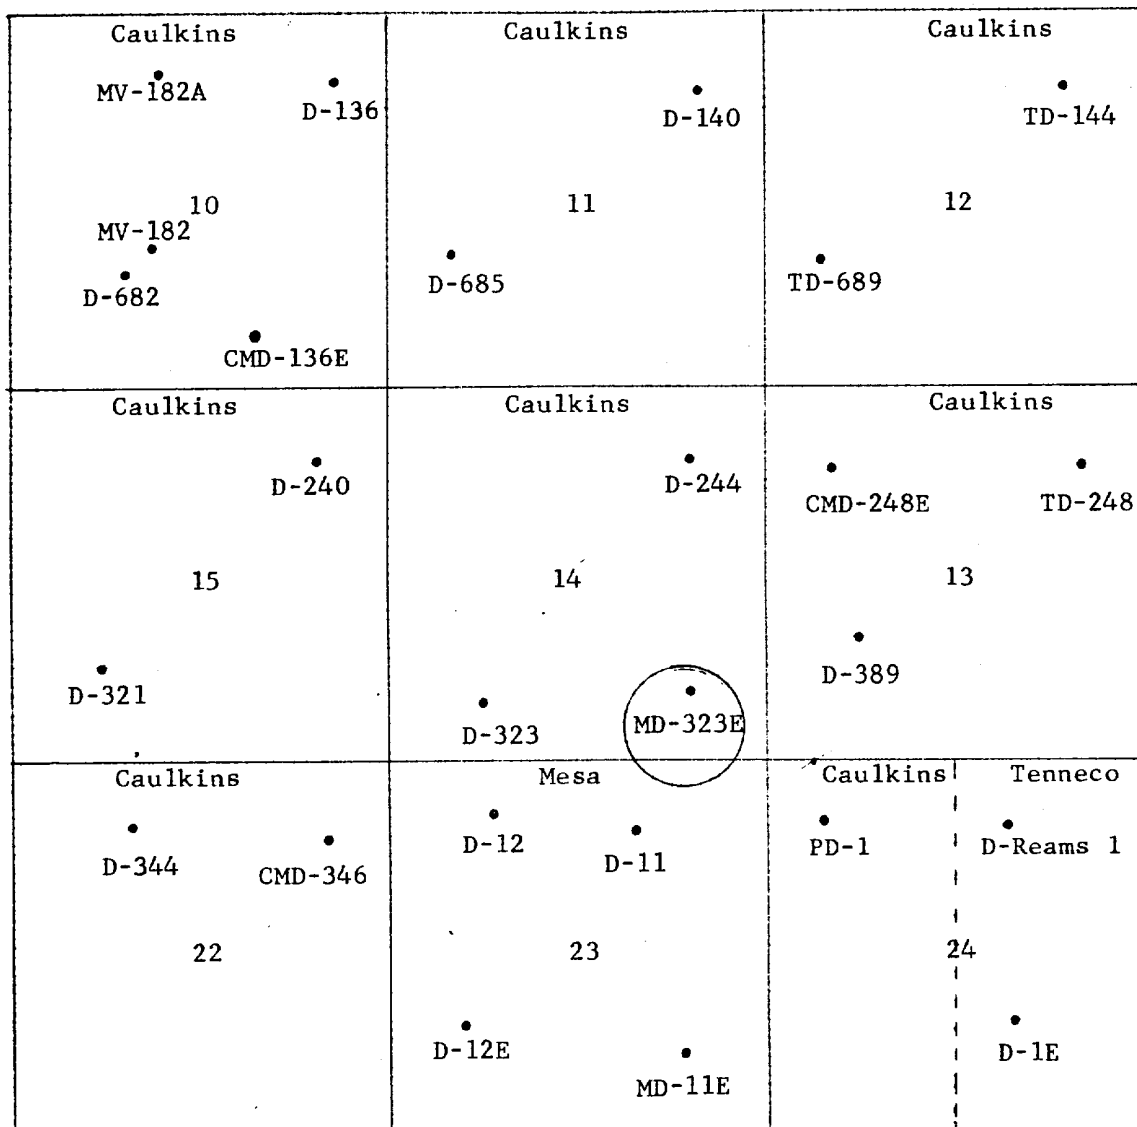 Caulkins
MV-182A
D-136
10
MV-182
D-682
CMD-136E
Caulkins
D-140
11
D-685
Caulkins
TD-144
12
TD-689
Caulkins
D-240
15
D-321
Caulkins
D-244
14
D-323
MD-323E
Caulkins
CMD-248E
TD-248
13
D-389
Caulkins
D-344
CMD-346
22
Mesa
D-12
D-11
23
D-12E
MD-11E
Caulkins
Tenneco
PD-1
D-Reams 1
24
D-1E